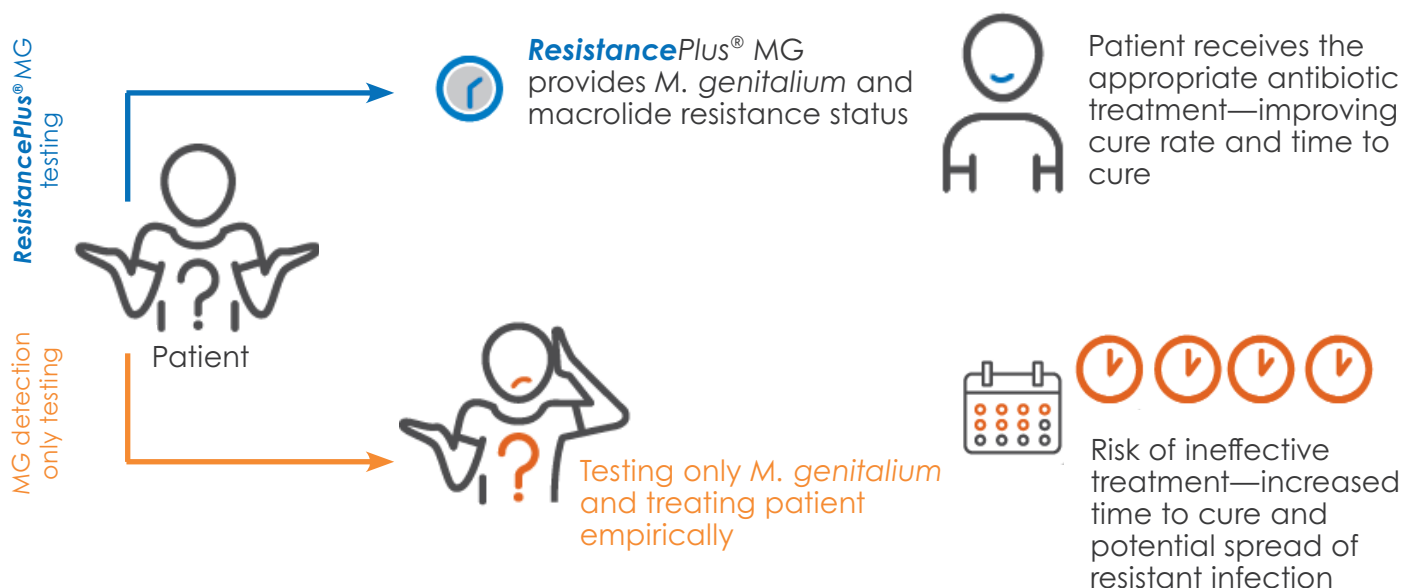 ResistancePlus® MG
testing
ResistancePlus® MG
provides M. genitalium and
macrolide resistance status
Patient receives the
appropriate antibiotic
treatment—improving
cure rate and time to
cure
?
Patient
MG detection
only testing
?
Testing only M. genitalium
and treating patient
empirically
Risk of ineffective
treatment—increased
time to cure and
potential spread of
resistant infection